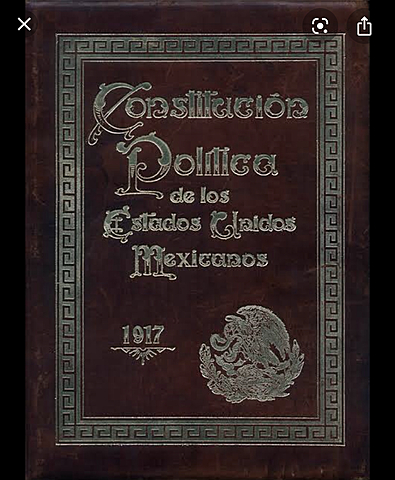 Constitución
Política
de los
Estados Unidos
Mexicanos
1917